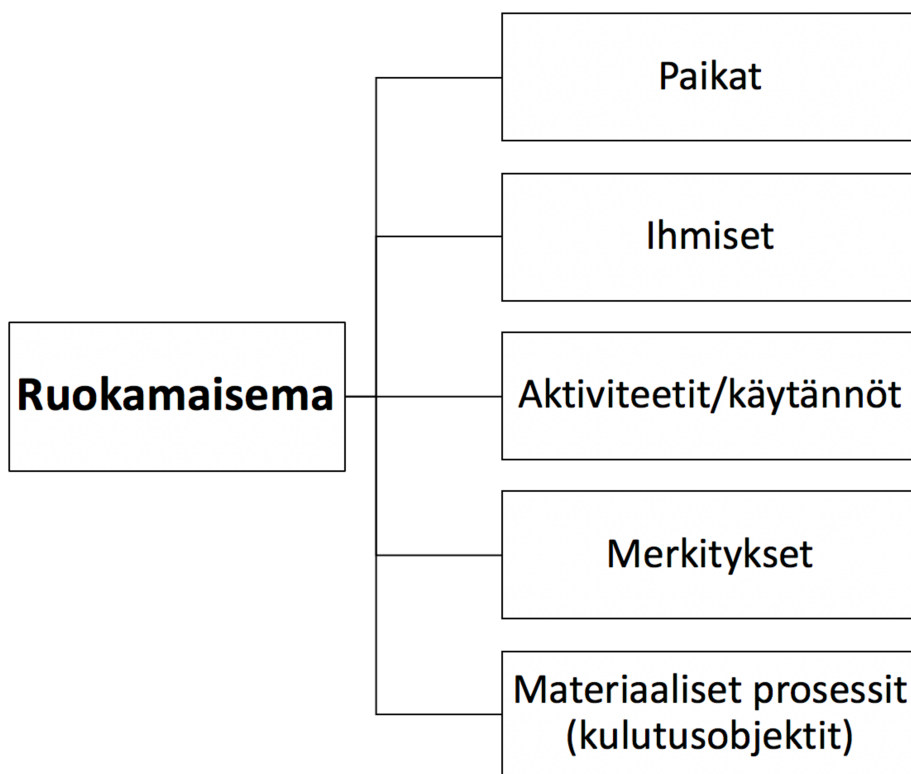 Paikat
Ihmiset
Ruokamaisema
Aktiviteetit/käytännöt
Merkitykset
Materiaaliset prosessit
(kulutusobjektit)